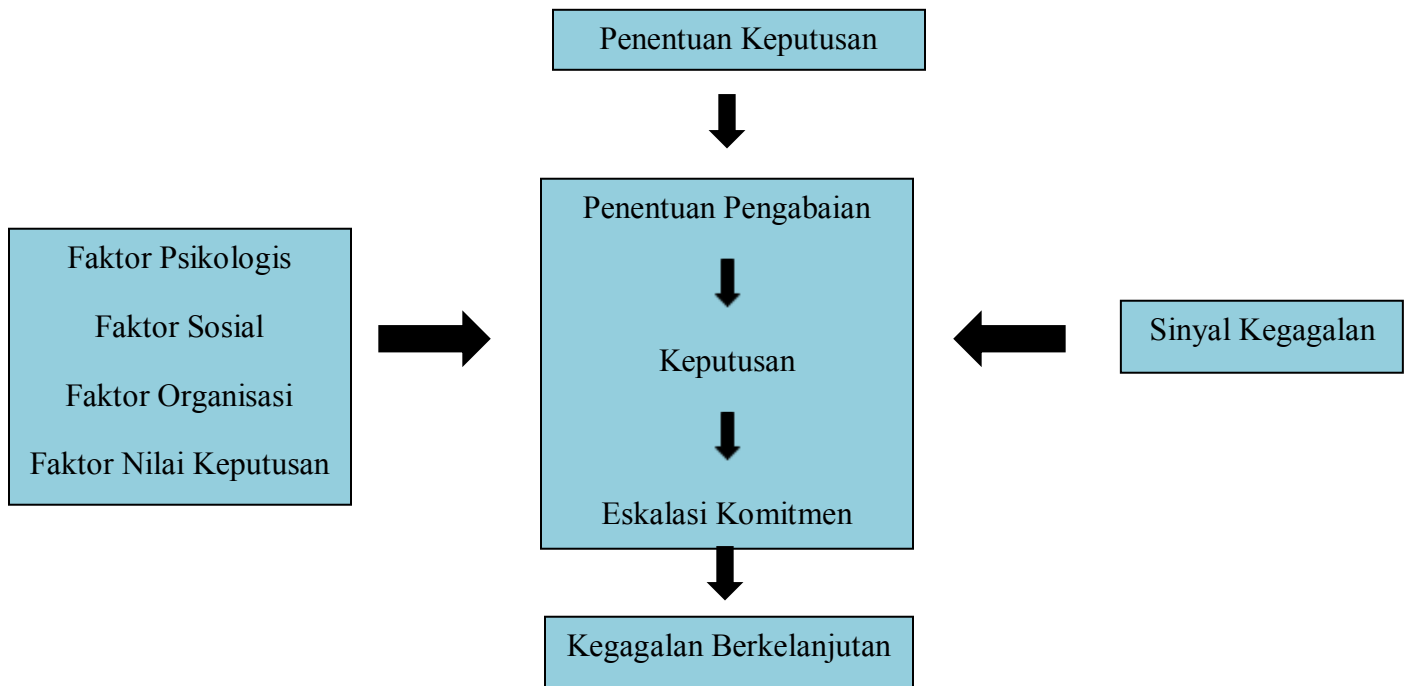 Penentuan Keputusan
Penentuan Pengabaian
Keputusan
Eskalasi Komitmen
Faktor Psikologis
Faktor Sosial
Faktor Organisasi
Faktor Nilai Keputusan
Sinyal Kegagalan
Kegagalan Berkelanjutan